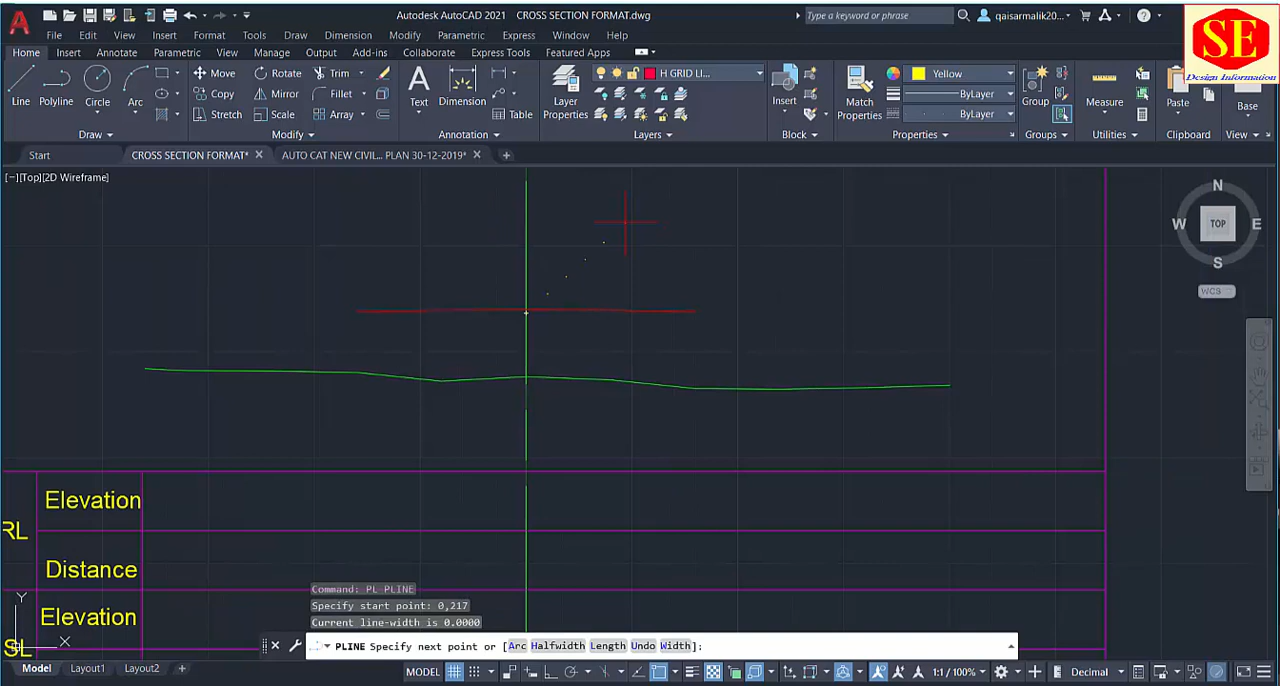 Autodesk AutoCAD 2021 CROSS SECTION FORMAT.dwg
Type a keyword or phrase
qaisarmalik20...
SE
Design Information
File Edit View Insert Format Tools Draw Dimension Modify Parametric Express Window Help
Home Insert Annotate Parametric View Manage Output Add-ins Collaborate Express Tools Featured Apps
Move Rotate Trim H GRID LI... Yellow
Copy Mirror Fillet ByLayer
Line Polyline Circle Arc Text Dimension Layer Properties Insert Match Properties Group Measure Paste Base
Stretch Scale Array Table ByLayer
Draw Modify Annotation Layers Block Properties Groups Utilities Clipboard View
Start CROSS SECTION FORMAT* AUTO CAT NEW CIVIL... PLAN 30-12-2019*
[−][Top][2D Wireframe]
N
W TOP E
S
WCS
Elevation
RL
Distance
Elevation
SL
Y
X
Command: PL PLINE
Specify start point: 0,217
Current line-width is 0.0000
PLINE Specify next point or [Arc Halfwidth Length Undo Width]:
Model Layout1 Layout2 +
MODEL 1:1 / 100% Decimal